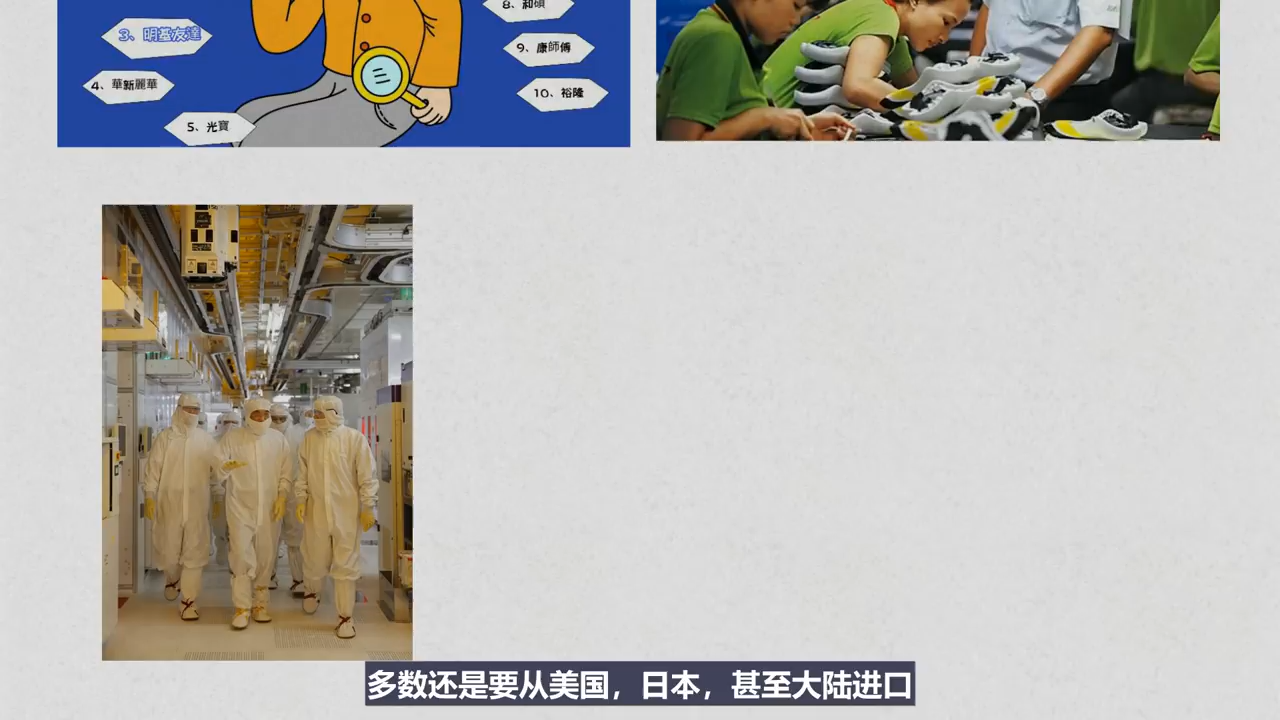 3、明基友達
4、華新麗華
5、光寶
8、和碩
9、康師傅
10、裕隆
多数还是要从美国，日本，甚至大陆进口